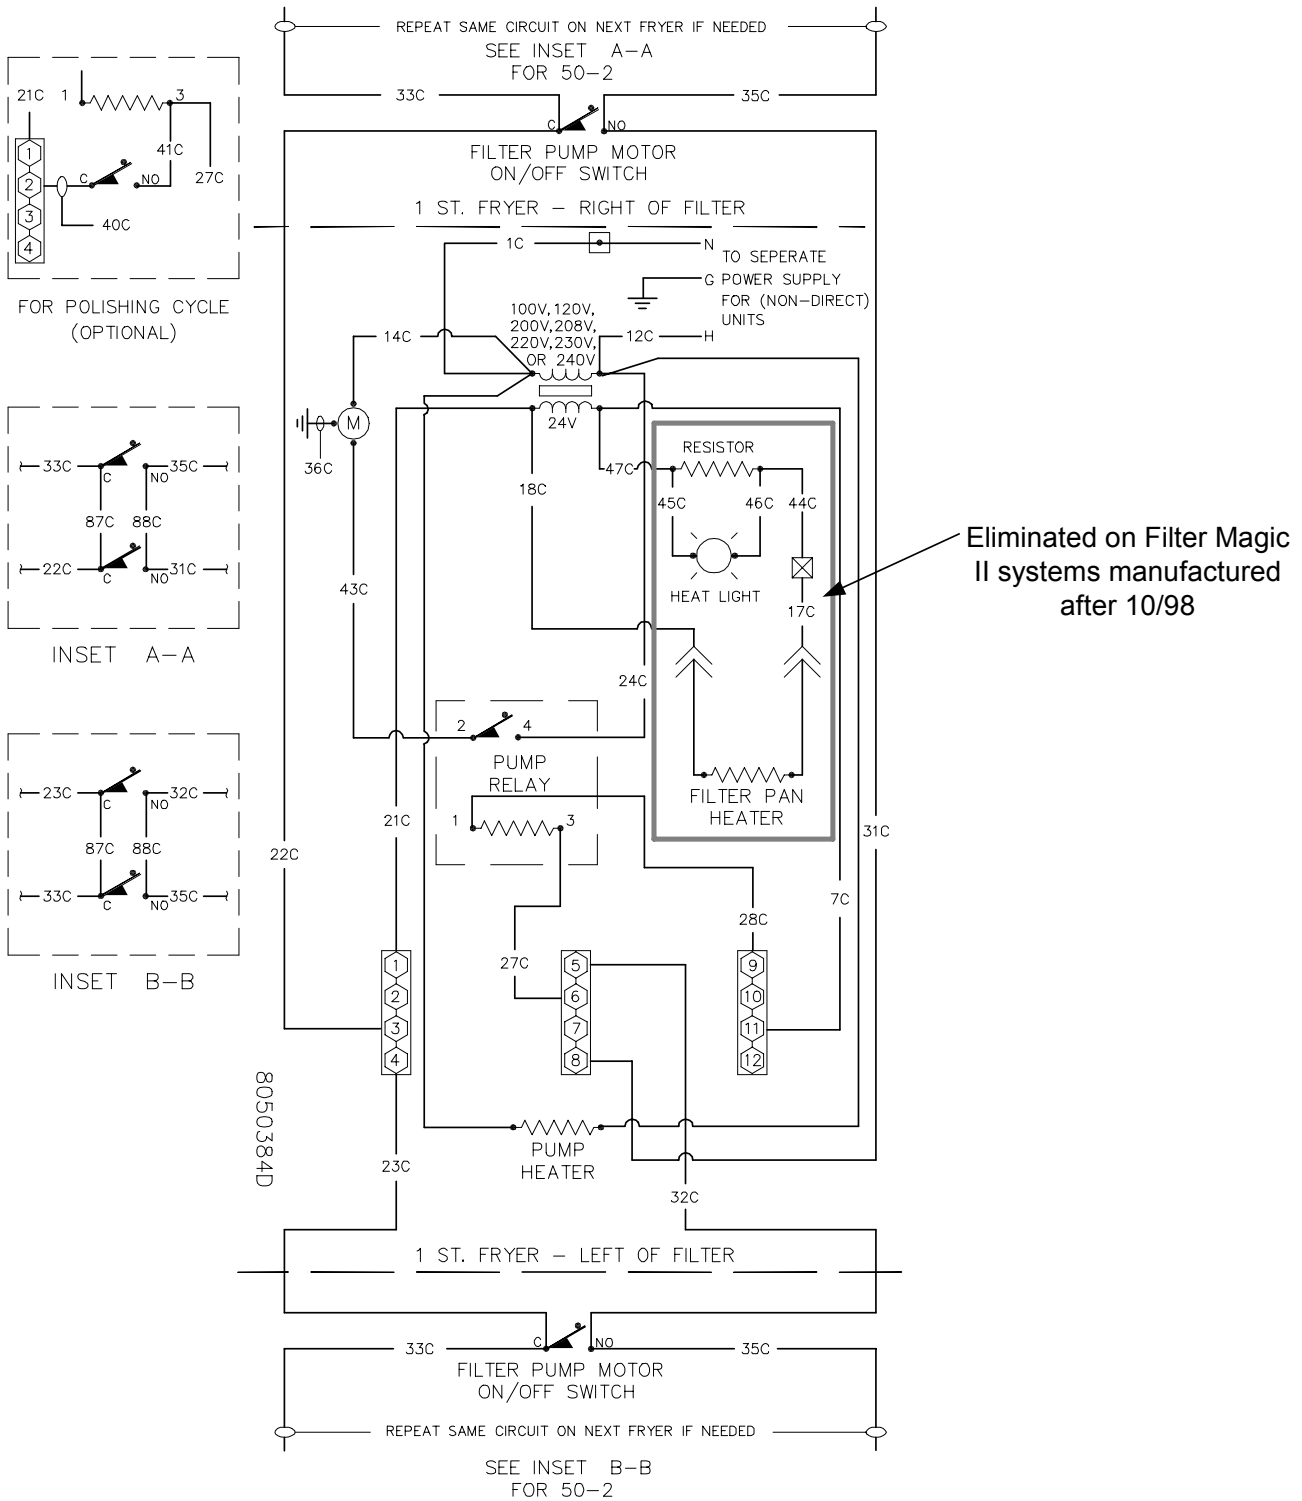 REPEAT SAME CIRCUIT ON NEXT FRYER IF NEEDED
SEE INSET A-A
FOR 50-2
33C
35C
C
NO
FILTER PUMP MOTOR
ON/OFF SWITCH
1 ST. FRYER - RIGHT OF FILTER
21C
1
3
41C
1
2
3
4
C
NO
27C
40C
FOR POLISHING CYCLE
(OPTIONAL)
1C
N
TO SEPERATE
G POWER SUPPLY
FOR (NON-DIRECT)
UNITS
100V,120V,
200V,208V,
220V,230V,
OR 240V
14C
12C
H
24V
M
36C
33C
C
NO
35C
87C
88C
22C
C
NO
31C
INSET A-A
RESISTOR
47C
18C
45C
46C
44C
HEAT LIGHT
17C
Eliminated on Filter Magic
II systems manufactured
after 10/98
43C
24C
2
4
PUMP
RELAY
1
3
FILTER PAN
HEATER
23C
C
NO
32C
87C
88C
33C
C
NO
35C
INSET B-B
21C
22C
31C
7C
28C
27C
1
2
3
4
5
6
7
8
9
10
11
12
8050384D
PUMP
HEATER
23C
32C
1 ST. FRYER - LEFT OF FILTER
33C
C
NO
35C
FILTER PUMP MOTOR
ON/OFF SWITCH
REPEAT SAME CIRCUIT ON NEXT FRYER IF NEEDED
SEE INSET B-B
FOR 50-2